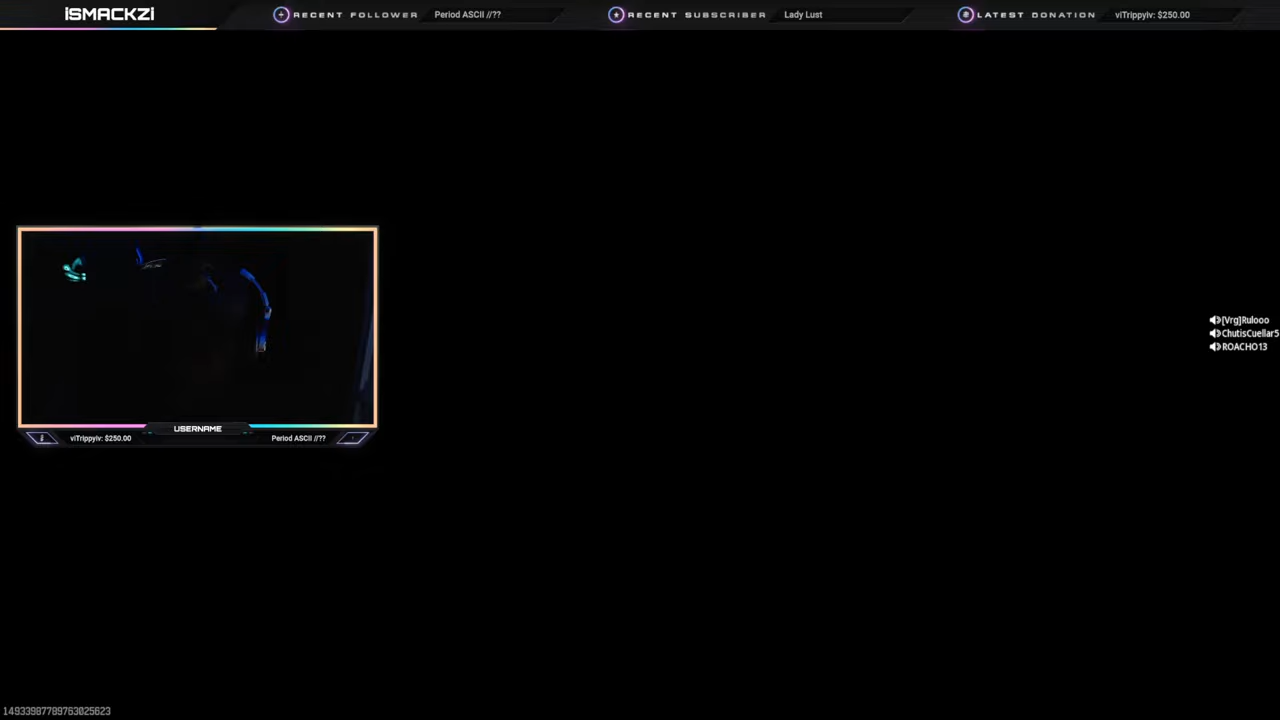 iSMACKZI
RECENT FOLLOWER Period ASCII //??
RECENT SUBSCRIBER Lady Lust
LATEST DONATION viTrippyiv: $250.00
[Vrg]Rulooo
ChutisCuellar5
ROACHO13
USERNAME
viTrippyiv: $250.00
Period ASCII //??
14933987789763025623